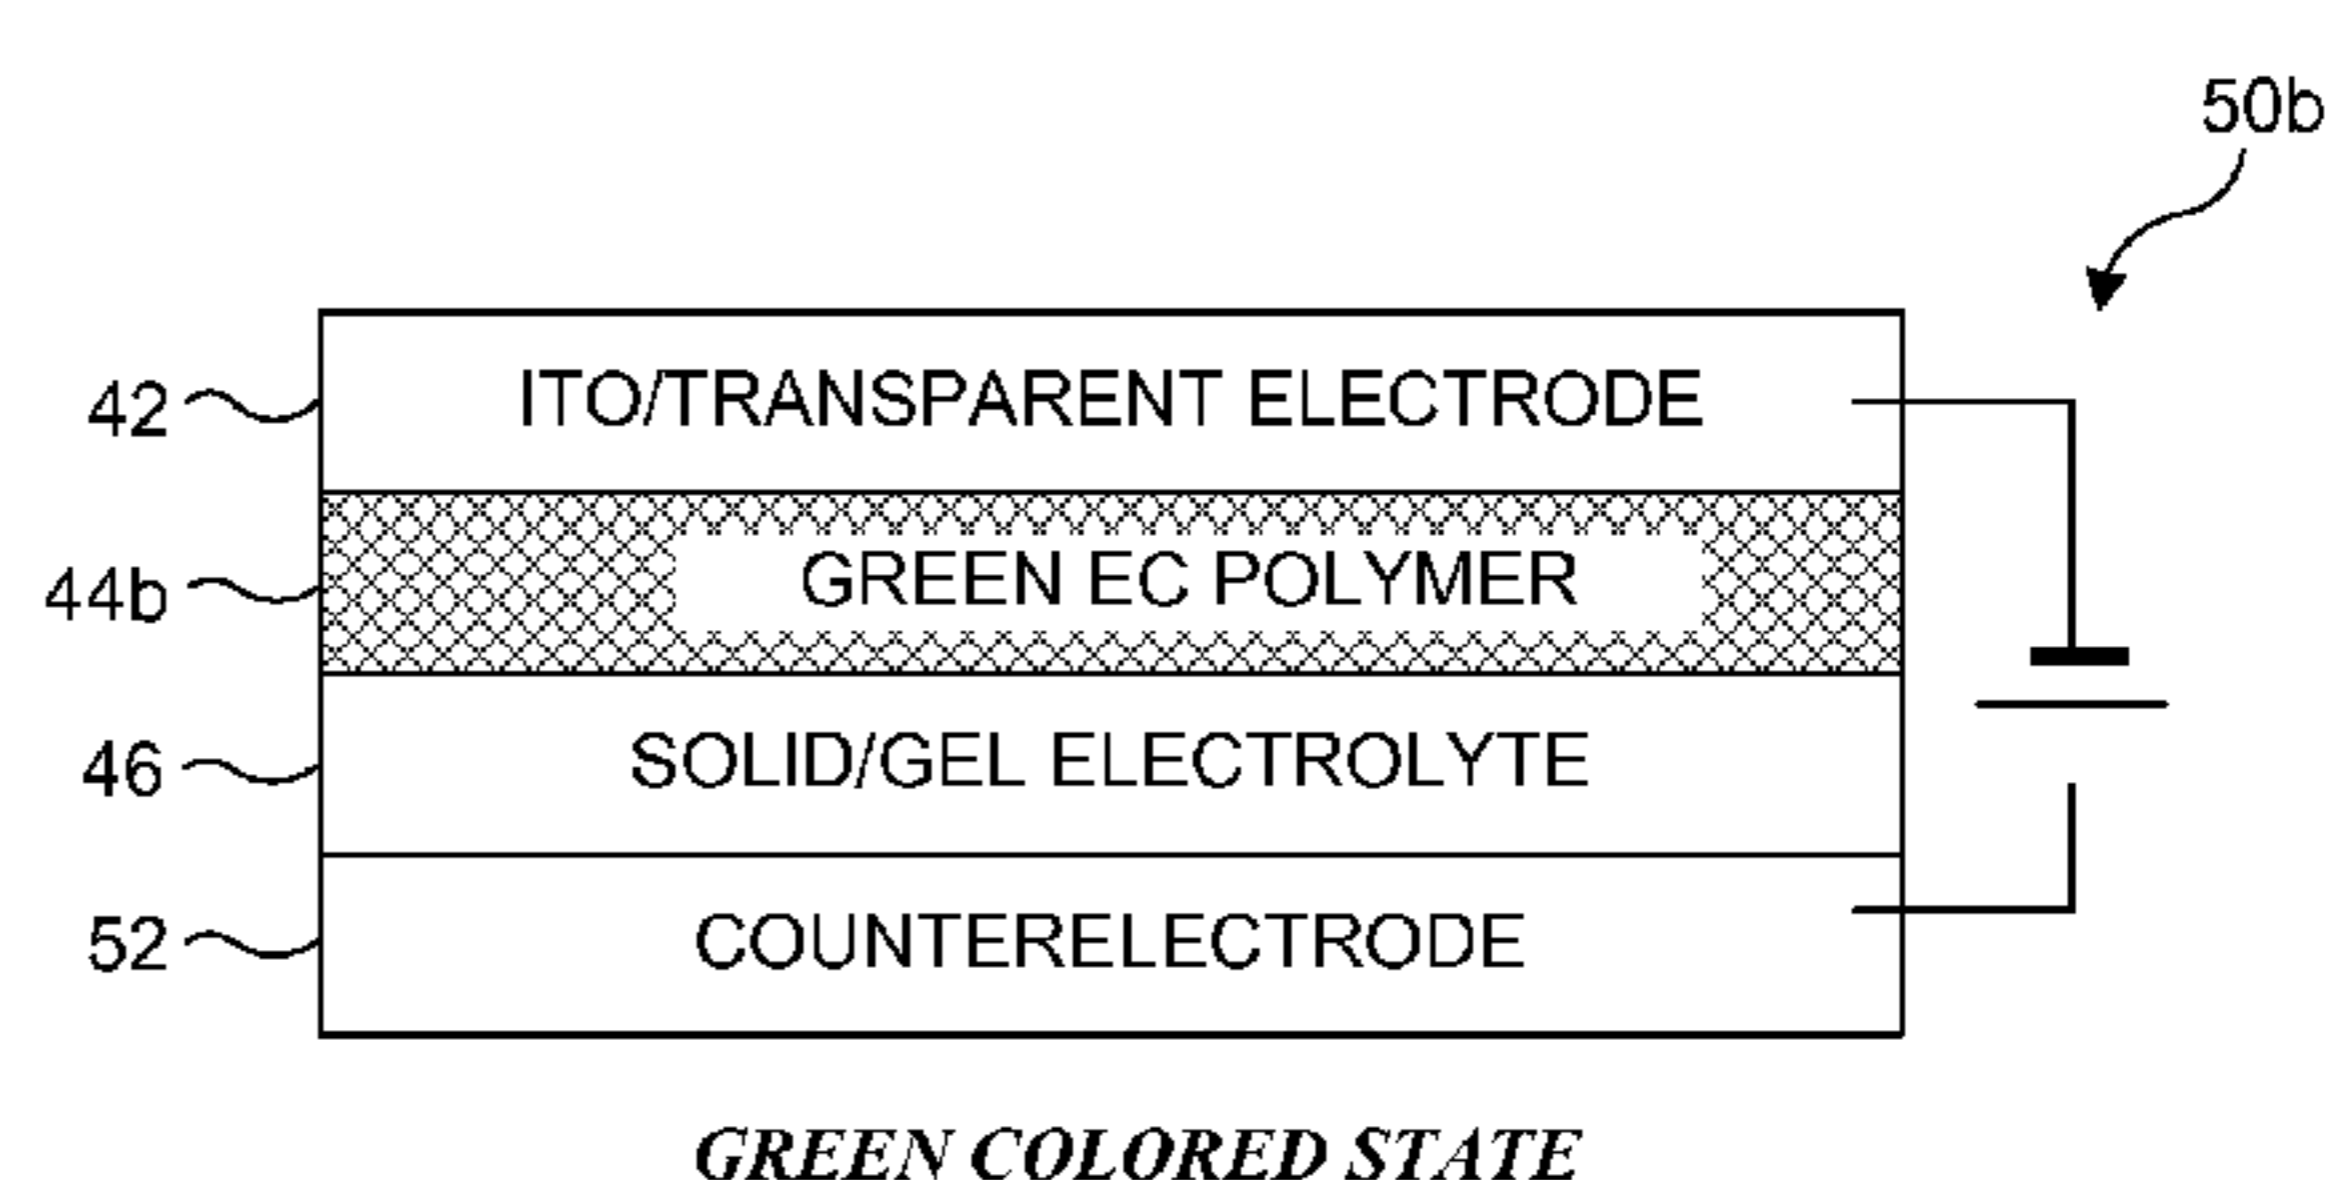 50b
42 ITO/TRANSPARENT ELECTRODE
44b GREEN EC POLYMER
46 SOLID/GEL ELECTROLYTE
52 COUNTERELECTRODE
GREEN COLORED STATE